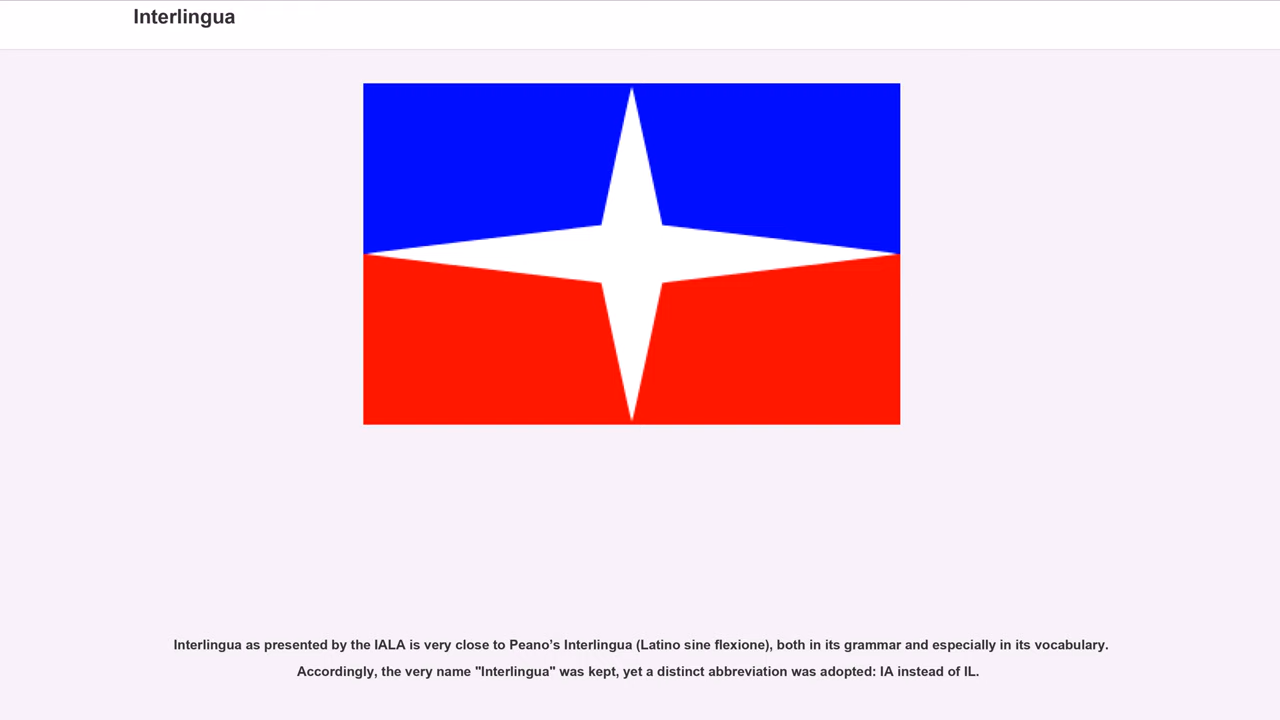 Interlingua
Interlingua as presented by the IALA is very close to Peano’s Interlingua (Latino sine flexione), both in its grammar and especially in its vocabulary.
Accordingly, the very name "Interlingua" was kept, yet a distinct abbreviation was adopted: IA instead of IL.